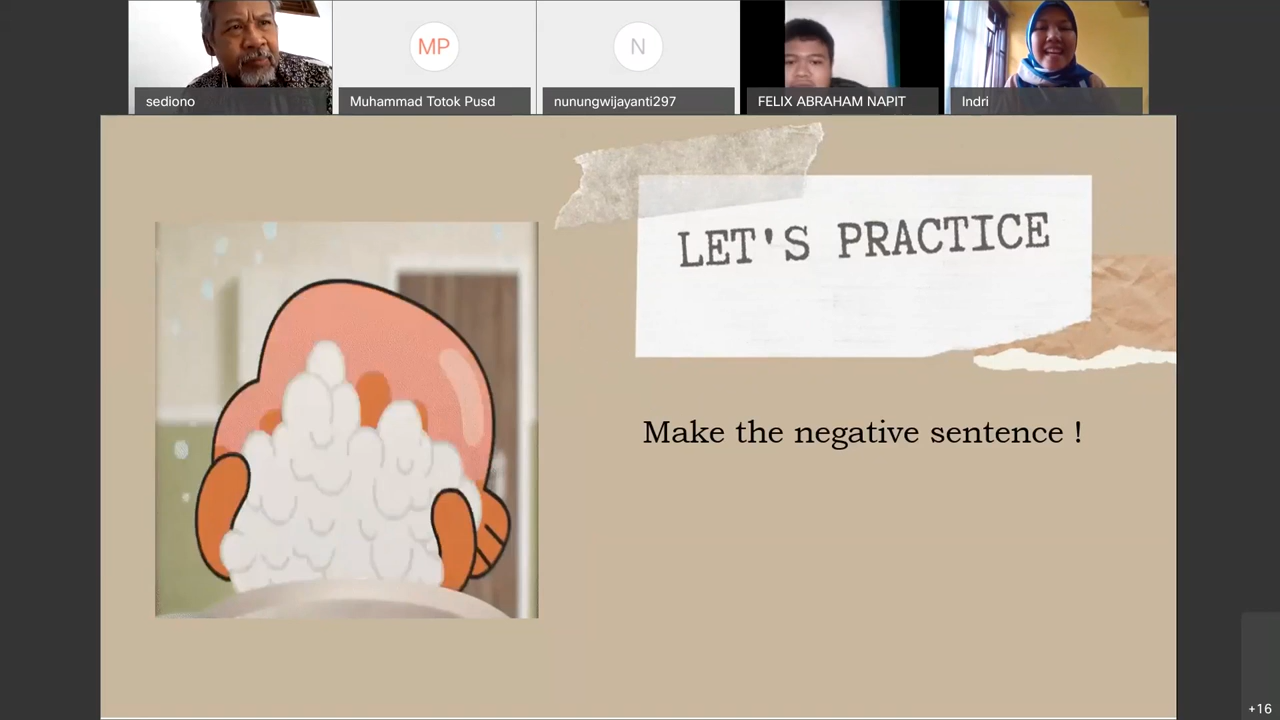 sediono
MP
Muhammad Totok Pusd
N
nunungwijayanti297
FELIX ABRAHAM NAPIT
Indri
LET'S PRACTICE
Make the negative sentence !
+16